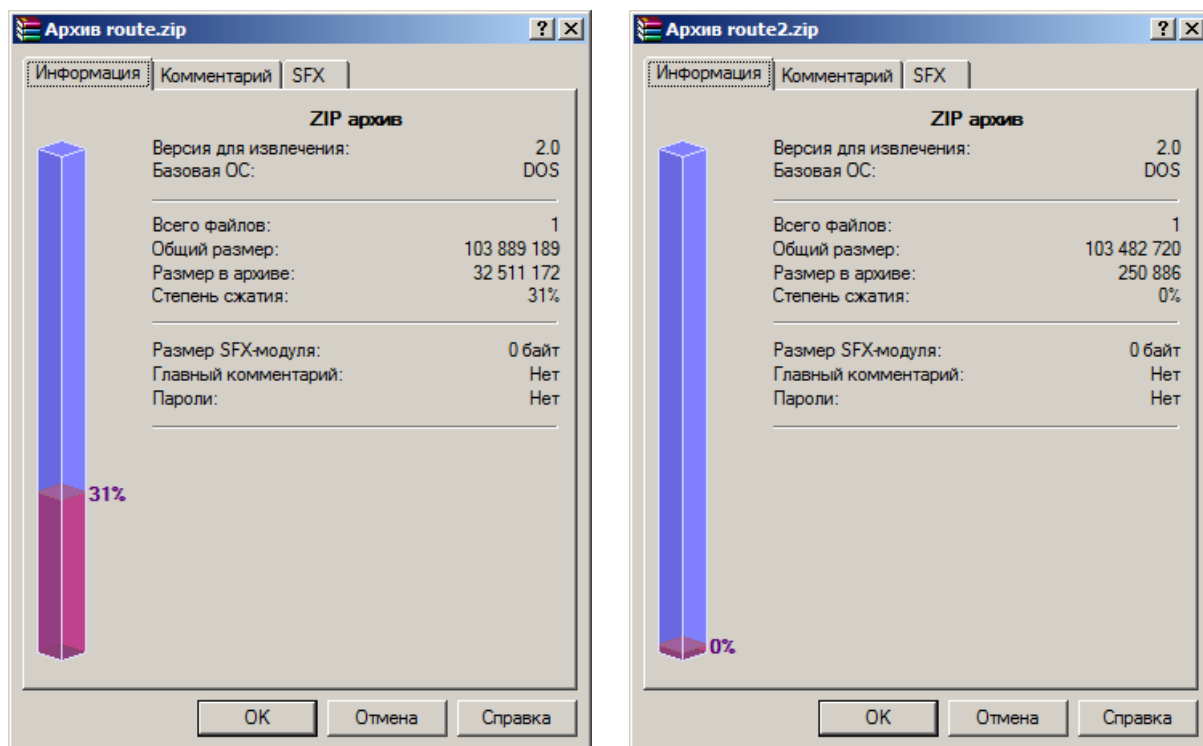 Архив route.zip
Информация Комментарий SFX
ZIP архив
Версия для извлечения: 2.0
Базовая ОС: DOS
Всего файлов: 1
Общий размер: 103 889 189
Размер в архиве: 32 511 172
Степень сжатия: 31%
Размер SFX-модуля: 0 байт
Главный комментарий: Нет
Пароли: Нет
31%
OK Отмена Справка
Архив route2.zip
Информация Комментарий SFX
ZIP архив
Версия для извлечения: 2.0
Базовая ОС: DOS
Всего файлов: 1
Общий размер: 103 482 720
Размер в архиве: 250 886
Степень сжатия: 0%
Размер SFX-модуля: 0 байт
Главный комментарий: Нет
Пароли: Нет
0%
OK Отмена Справка